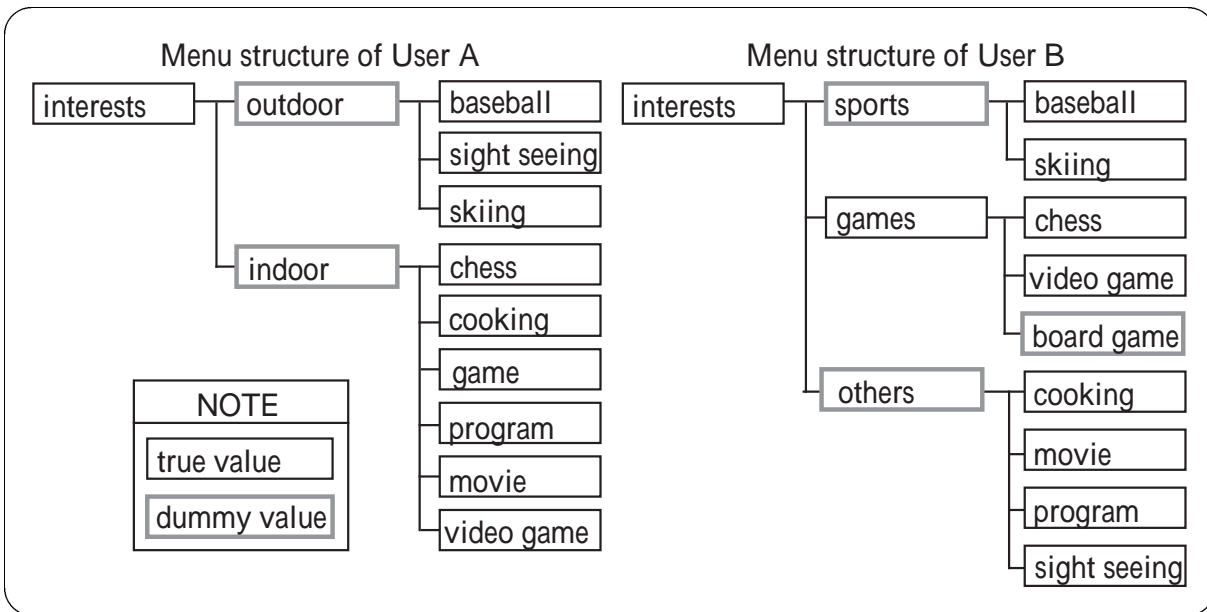 Menu structure of User A
interests
outdoor
baseball
sight seeing
skiing
indoor
chess
cooking
game
program
movie
video game
NOTE
true value
dummy value
Menu structure of User B
interests
sports
baseball
skiing
games
chess
video game
board game
others
cooking
movie
program
sight seeing